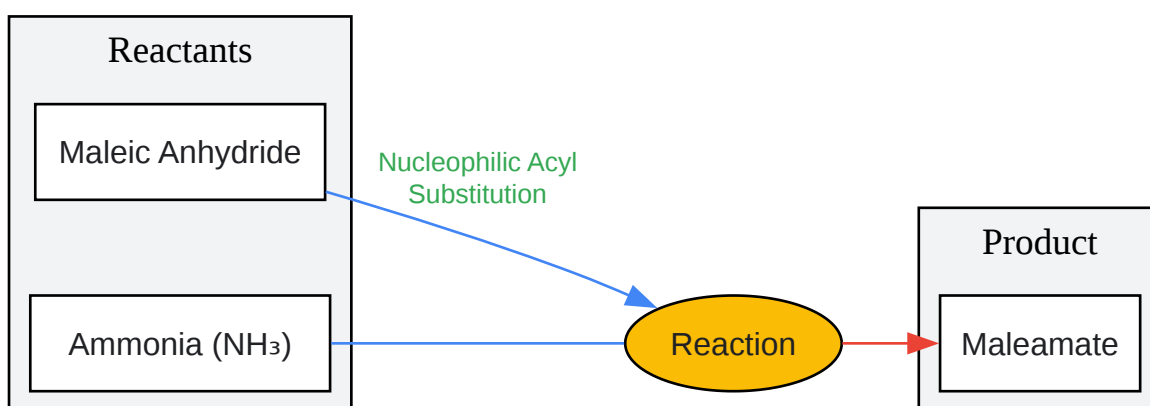 Reactants
Maleic Anhydride
Nucleophilic Acyl
Substitution
Product
Ammonia (NH₃)
Reaction
Maleamate